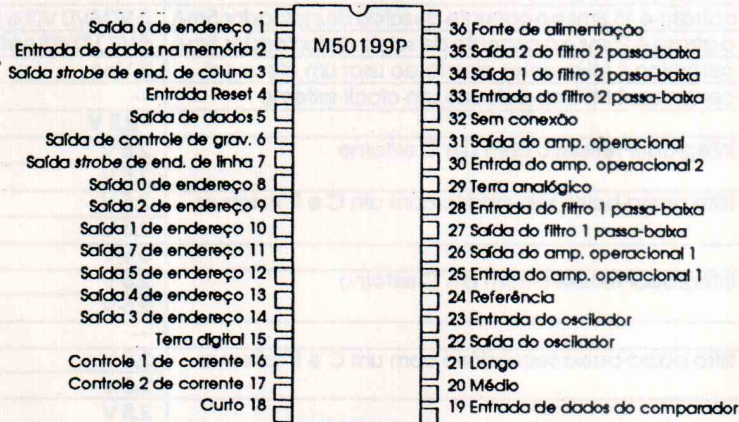 M50199P
Saída 6 de endereço 1
Entrada de dados na memória 2
Saída strobe de end. de coluna 3
Entrdda Reset 4
Saída de dados 5
Saída de controle de grav. 6
Saída strobe de end. de linha 7
Saída 0 de endereço 8
Saída 2 de endereço 9
Saída 1 de endereço 10
Saída 7 de endereço 11
Saída 5 de endereço 12
Saída 4 de endereço 13
Saída 3 de endereço 14
Terra digital 15
Controle 1 de corrente 16
Controle 2 de corrente 17
Curto 18
36 Fonte de alimentação
35 Saída 2 do filtro 2 passa-baixa
34 Saída 1 do filtro 2 passa-baixa
33 Entrada do filtro 2 passa-baixa
32 Sem conexão
31 Saída do amp. operacional
30 Entrda do amp. operacional 2
29 Terra analógico
28 Entrada do filtro 1 passa-baixa
27 Saída do filtro 1 passa-baixa
26 Saída do amp. operacional 1
25 Entrda do amp. operacional 1
24 Referência
23 Entrada do oscilador
22 Saída do oscilador
21 Longo
20 Médio
19 Entrada de dados do comparador